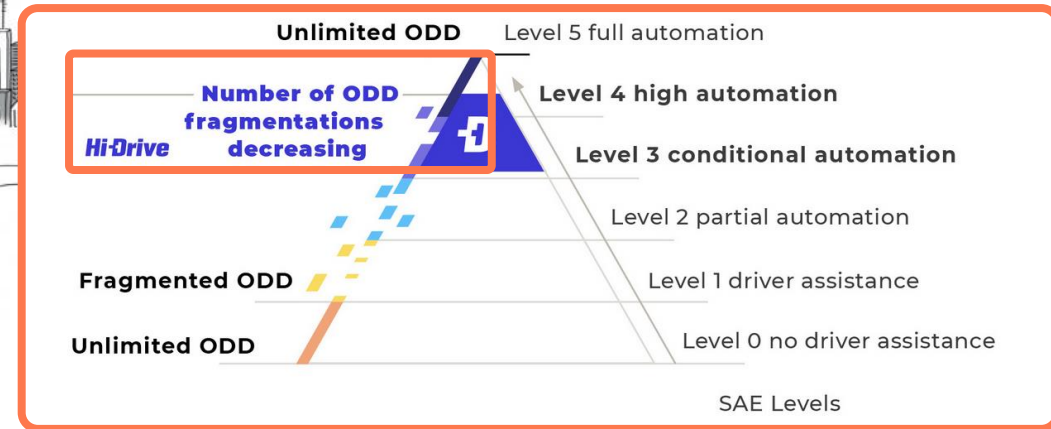 Unlimited ODD Level 5 full automation
Number of ODD
fragmentations
decreasing
Hi-Drive
Level 4 high automation
Level 3 conditional automation
Level 2 partial automation
Fragmented ODD
Level 1 driver assistance
Unlimited ODD
Level 0 no driver assistance
SAE Levels